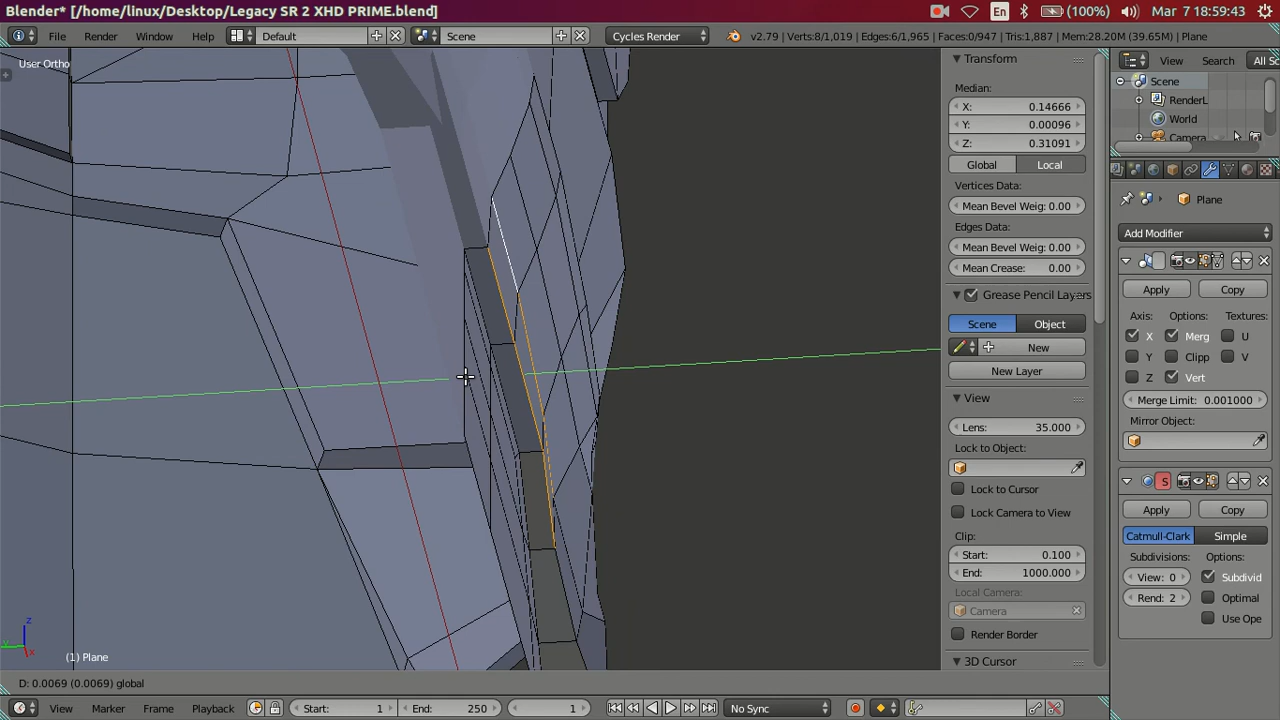 Blender* [/home/linux/Desktop/Legacy SR 2 XHD PRIME.blend]
En
(100%)
Mar 7 18:59:43
File
Render
Window
Help
Default
Scene
Cycles Render
v2.79 | Verts:8/1,019 | Edges:6/1,965 | Faces:0/947 | Tris:1,887 | Mem:28.20M (39.65M) | Plane
View
Search
All Sc
User Ortho
Transform
Median:
X: 0.14666
Y: 0.00096
Z: 0.31091
Global
Local
Vertices Data:
Mean Bevel Weig: 0.00
Edges Data:
Mean Bevel Weig: 0.00
Mean Crease: 0.00
Grease Pencil Layers
Scene
Object
New
New Layer
View
Lens: 35.000
Lock to Object:
Lock to Cursor
Lock Camera to View
Clip:
Start: 0.100
End: 1000.000
Local Camera:
Camera
Render Border
3D Cursor
Scene
RenderL
World
Camera
Plane
Add Modifier
Apply
Copy
Axis:
Options:
Textures:
X
Merg
U
Y
Clipp
V
Z
Vert
Merge Limit: 0.001000
Mirror Object:
S
Apply
Copy
Catmull-Clark
Simple
Subdivisions:
Options:
View: 0
Subdivid
Rend: 2
Optimal
Use Ope
z
y
x
(1) Plane
D: 0.0069 (0.0069) global
View
Marker
Frame
Playback
Start: 1
End: 250
1
No Sync